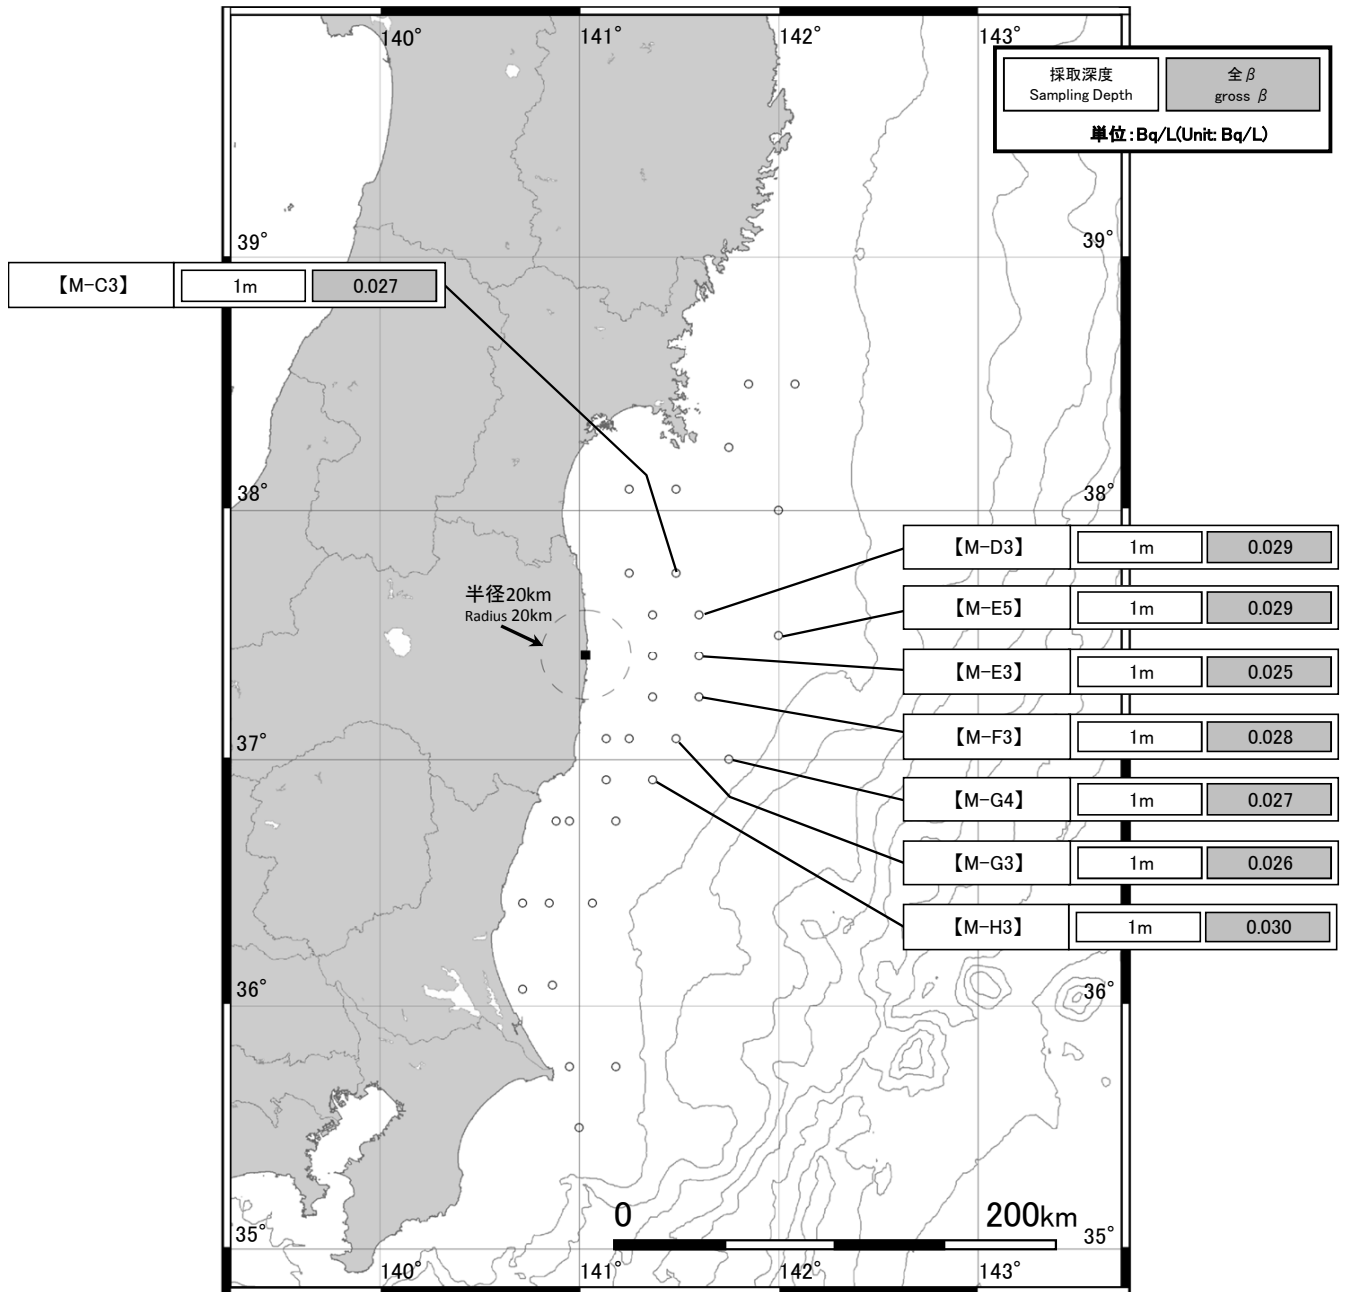 140°
141°
142°
143°
採取深度
Sampling Depth
全β
gross β
単位:Bq/L(Unit: Bq/L)
39°
39°
【M-C3】 1m 0.027
38°
38°
【M-D3】 1m 0.029
半径20km
Radius 20km
【M-E5】 1m 0.029
【M-E3】 1m 0.025
37°
【M-F3】 1m 0.028
【M-G4】 1m 0.027
【M-G3】 1m 0.026
【M-H3】 1m 0.030
36°
36°
0
200km
35°
35°
140°
141°
142°
143°